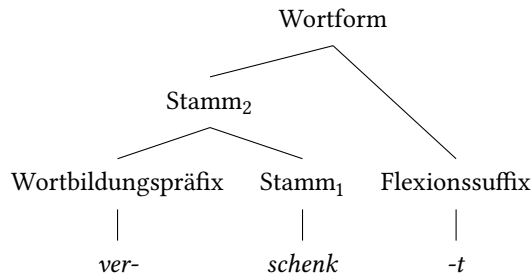 Wortform
Stamm₂
Wortbildungspräfix Stamm₁ Flexionssuffix
ver- schenk -t